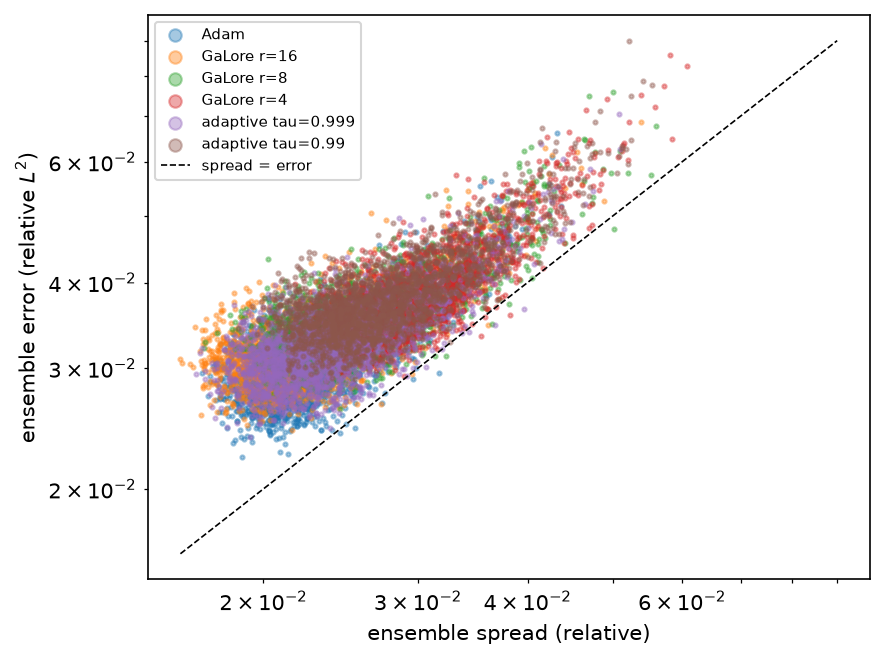 Adam
GaLore r=16
GaLore r=8
GaLore r=4
adaptive tau=0.999
adaptive tau=0.99
spread = error
ensemble error (relative $L^2$)
6 × 10⁻²
4 × 10⁻²
3 × 10⁻²
2 × 10⁻²
2 × 10⁻² 3 × 10⁻² 4 × 10⁻² 6 × 10⁻²
ensemble spread (relative)